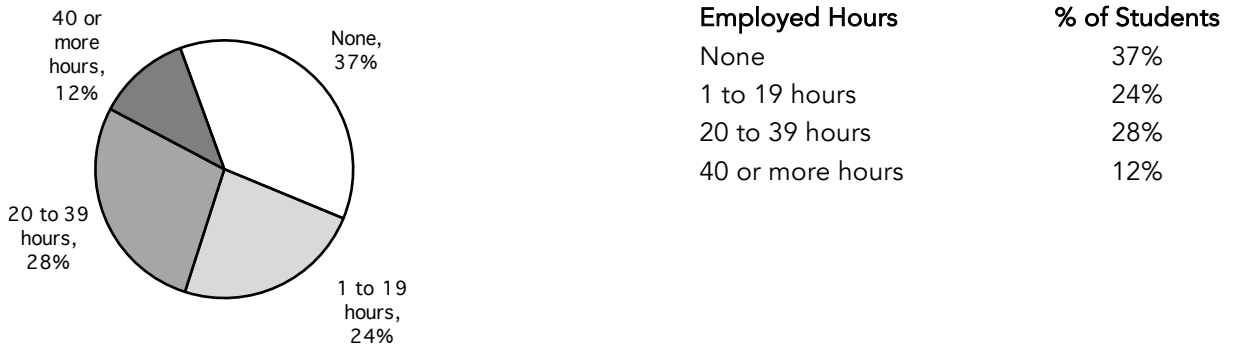 40 or
more
hours,
12%
None,
37%
20 to 39
hours,
28%
1 to 19
hours,
24%
Employed Hours % of Students
None 37%
1 to 19 hours 24%
20 to 39 hours 28%
40 or more hours 12%